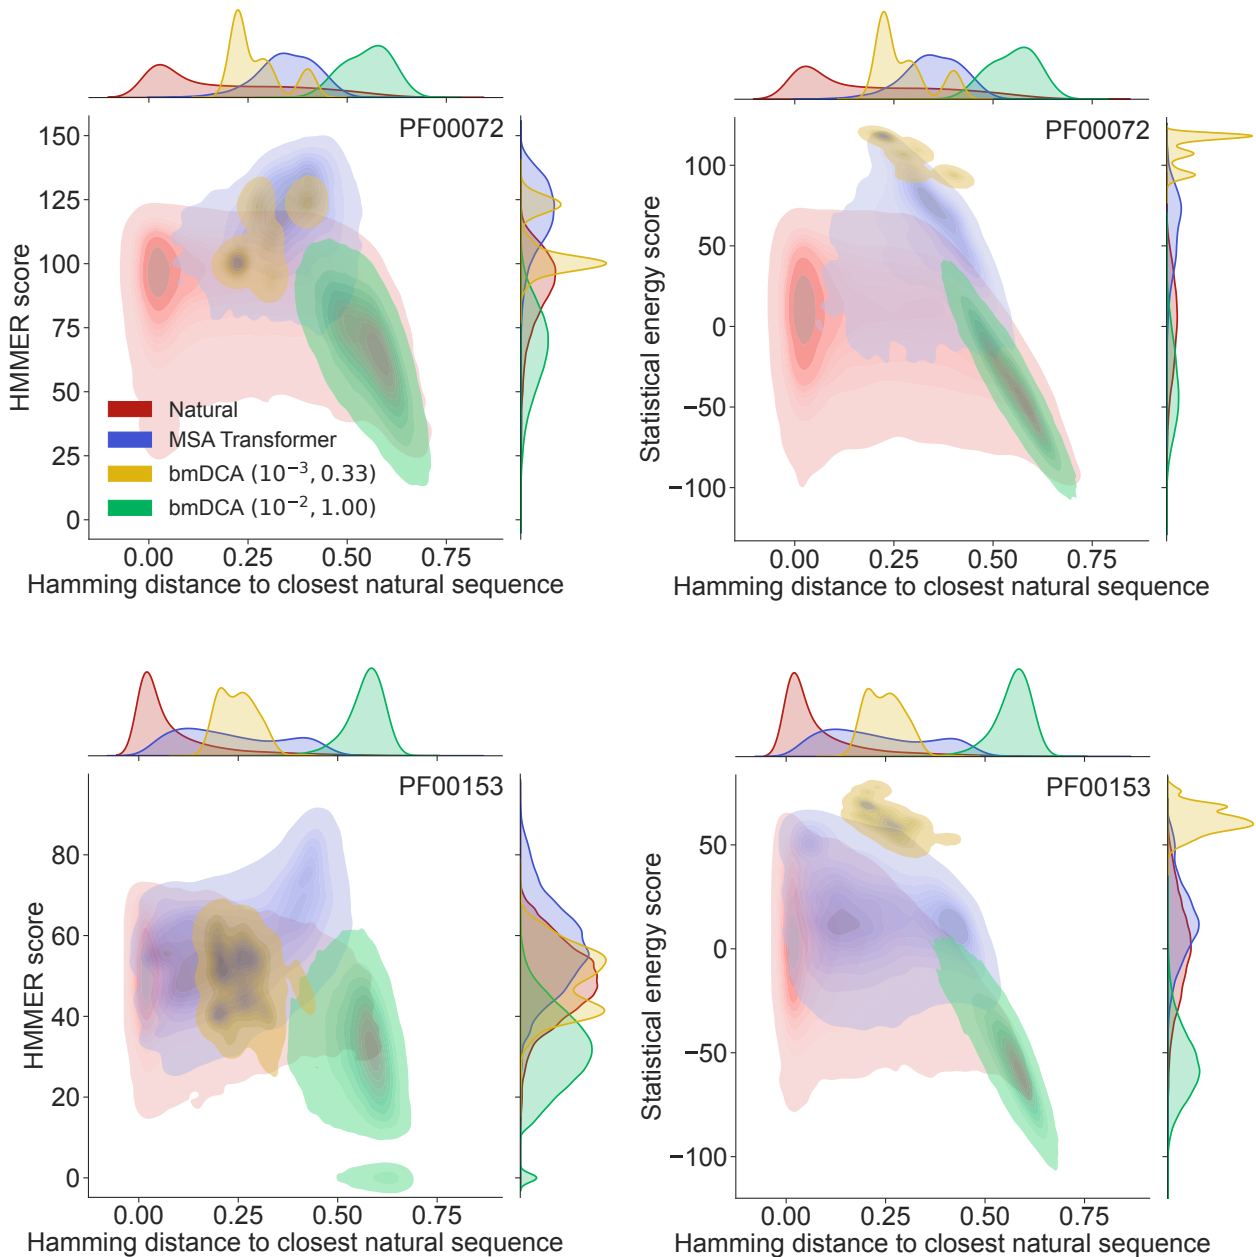 PF00072
150
125
100
75
50
25
0
HMMER score
Natural
MSA Transformer
bmDCA (10⁻³, 0.33)
bmDCA (10⁻², 1.00)
0.00 0.25 0.50 0.75
Hamming distance to closest natural sequence
PF00072
100
50
0
−50
−100
Statistical energy score
0.00 0.25 0.50 0.75
Hamming distance to closest natural sequence
PF00153
80
60
40
20
0
HMMER score
0.00 0.25 0.50 0.75
Hamming distance to closest natural sequence
PF00153
50
0
−50
−100
Statistical energy score
0.00 0.25 0.50 0.75
Hamming distance to closest natural sequence